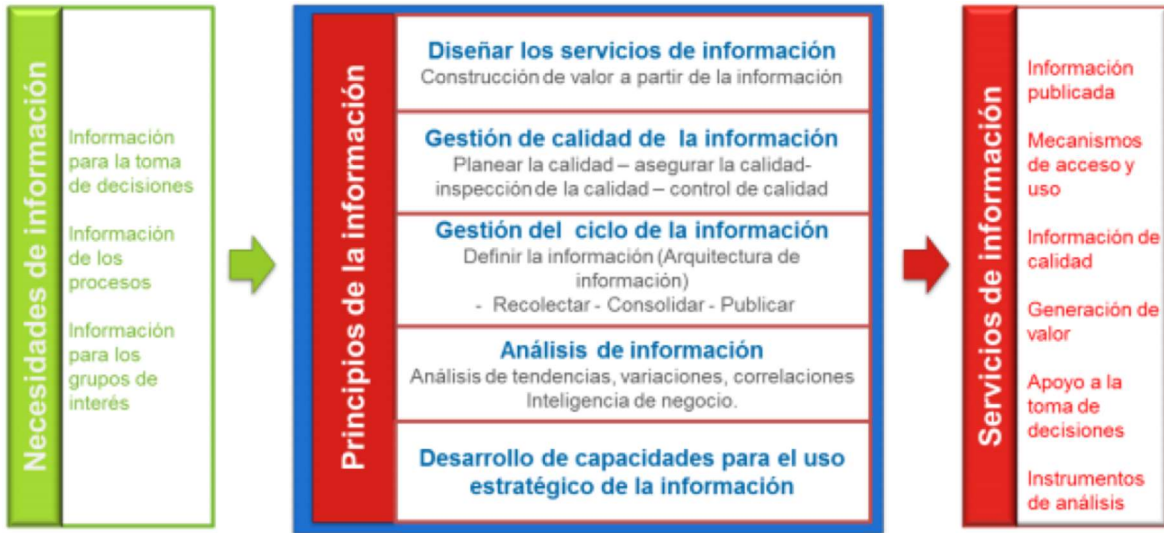 Necesidades de información
Información
para la toma
de decisiones
Información
de los
procesos
Información
para los
grupos de
interés
Principios de la información
Diseñar los servicios de información
Construcción de valor a partir de la información
Gestión de calidad de la información
Planear la calidad – asegurar la calidad-
inspección de la calidad – control de calidad
Gestión del ciclo de la información
Definir la información (Arquitectura de
información)
- Recolectar - Consolidar - Publicar
Análisis de información
Análisis de tendencias, variaciones, correlaciones
Inteligencia de negocio.
Desarrollo de capacidades para el uso
estratégico de la información
Servicios de información
Información
publicada
Mecanismos
de acceso y
uso
Información de
calidad
Generación de
valor
Apoyo a la
toma de
decisiones
Instrumentos
de análisis